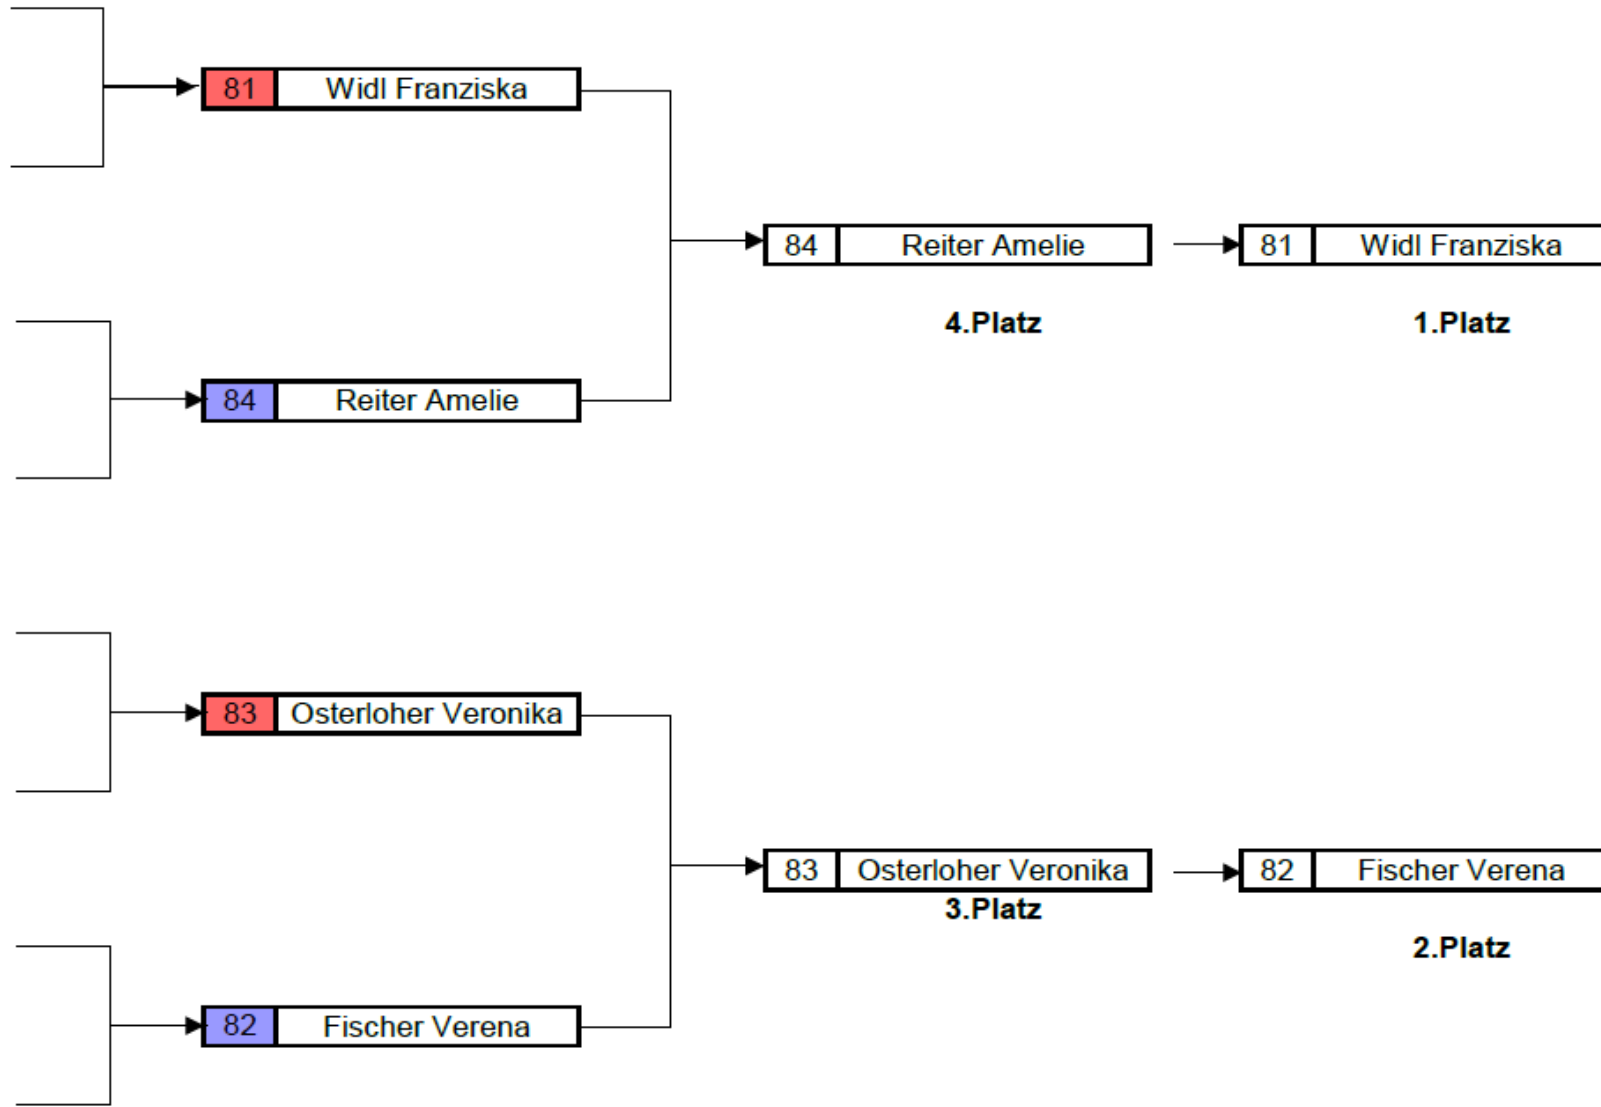 81 Widl Franziska
84 Reiter Amelie
81 Widl Franziska
4.Platz
1.Platz
84 Reiter Amelie
83 Osterloher Veronika
83 Osterloher Veronika
82 Fischer Verena
3.Platz
2.Platz
82 Fischer Verena